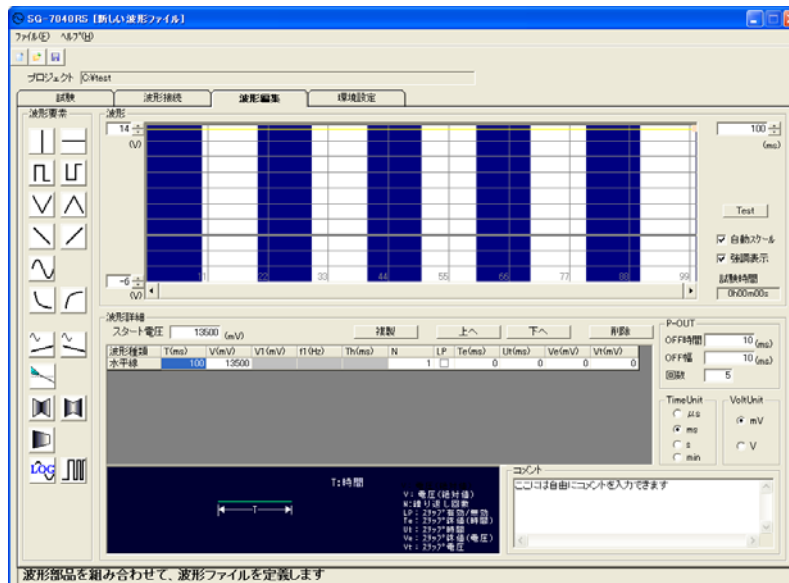 SG-7040RS [新しい波形ファイル]
ファイル(F) ヘルプ(H)
プロジェクト C:¥test
試験 波形接続 波形編集 環境設定
波形要素
波形
14
(V)
100
(ms)
Test
自動スケール
強調表示
試験時間
0h00m00s
-6
(V)
11 22 33 44 55 66 77 88 99
波形詳細
スタート電圧 13500 (mV) 複製 上へ 下へ 削除
波形種類 T(ms) V(mV) V1(mV) f1(Hz) Th(ms) N LP Te(ms) Ut(ms) Ve(mV) Vt(mV)
水平線 100 13500 1 0 0 0 0
P-OUT
OFF時間 10 (ms)
OFF幅 10 (ms)
回数 5
TimeUnit
μs
ms
s
min
VoltUnit
mV
V
LOG
T:時間
T
V: 電圧(絶対値)
N:繰り返し回数
LP: ステップ有効/無効
Te: ステップ終値(時間)
Ut: ステップ時間
Ve: ステップ終値(電圧)
Vt: ステップ電圧
コメント
ここには自由にコメントを入力できます
波形部品を組み合わせて、波形ファイルを定義します